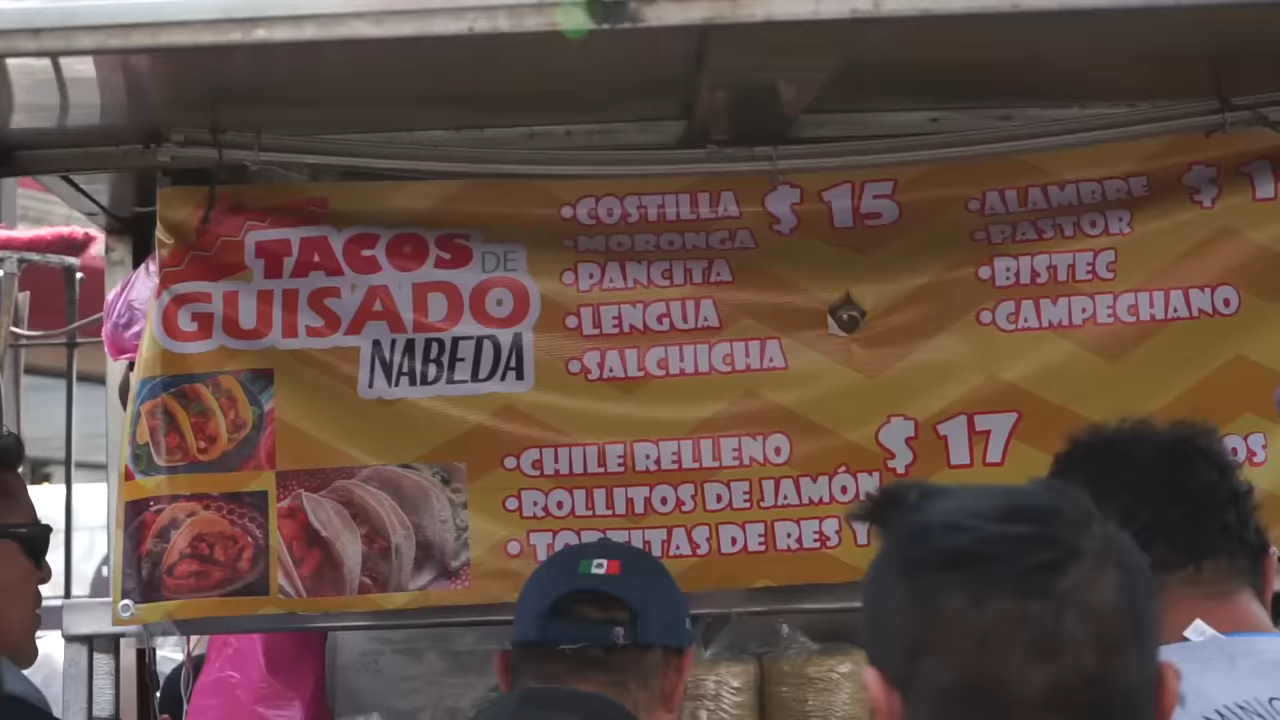 TACOS DE
GUISADO
NABEDA
•COSTILLA $ 15
•MORONGA
•PANCITA
•LENGUA
•SALCHICHA
•ALAMBRE $
•PASTOR
•BISTEC
•CAMPECHANO
•CHILE RELLENO $ 17
•ROLLITOS DE JAMÓN
•TORTITAS DE RES Y